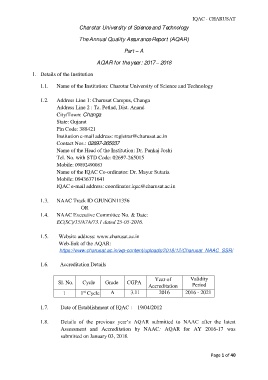 IQAC - CHARUSAT
Charotar University of Science and Technology
The Annual Quality Assurance Report (AQAR)
Part – A
AQAR for the year: 2017 – 2018
1. Details of the Institution
1.1. Name of the Institution: Charotar University of Science and Technology
1.2. Address Line 1: Charusat Campus, Changa
Address Line 2 : Ta. Petlad, Dist. Anand
City/Town: Changa
State: Gujarat
Pin Code: 388421
Institution e-mail address: registrar@charusat.ac.in
Contact Nos.: 02697-265037
Name of the Head of the Institution: Dr. Pankaj Joshi
Tel. No. with STD Code: 02697-265015
Mobile:
Name of the IQAC Co-ordinator: Dr. Mayur Sutaria
Mobile: 09436371641
IQAC e-mail address: coordinator.iqac@charusat.ac.in
1.3. NAAC Track ID GJUNGN11356
OR
1.4. NAAC Executive Committee No. & Date:
EC(SC)/15/A7A/13.1 dated 25-05-2016.
1.5. Website address: www.charusat.ac.in
Web-link of the AQAR:
https://www.charusat.ac.in/wp-content/uploads/2016/12/Charusat_NAAC_SSR/
1.6. Accreditation Details
Sl. No. Cycle Grade CGPA Year of Accreditation Validity Period
1 1st Cycle A 3.11 2016 2016 - 2021
1.7. Date of Establishment of IQAC : 19/04/2012
1.8. Details of the previous year's AQAR submitted to NAAC after the latest
Assessment and Accreditation by NAAC: AQAR for AY 2016-17 was
submitted on January 03, 2018.
Page 1 of 40